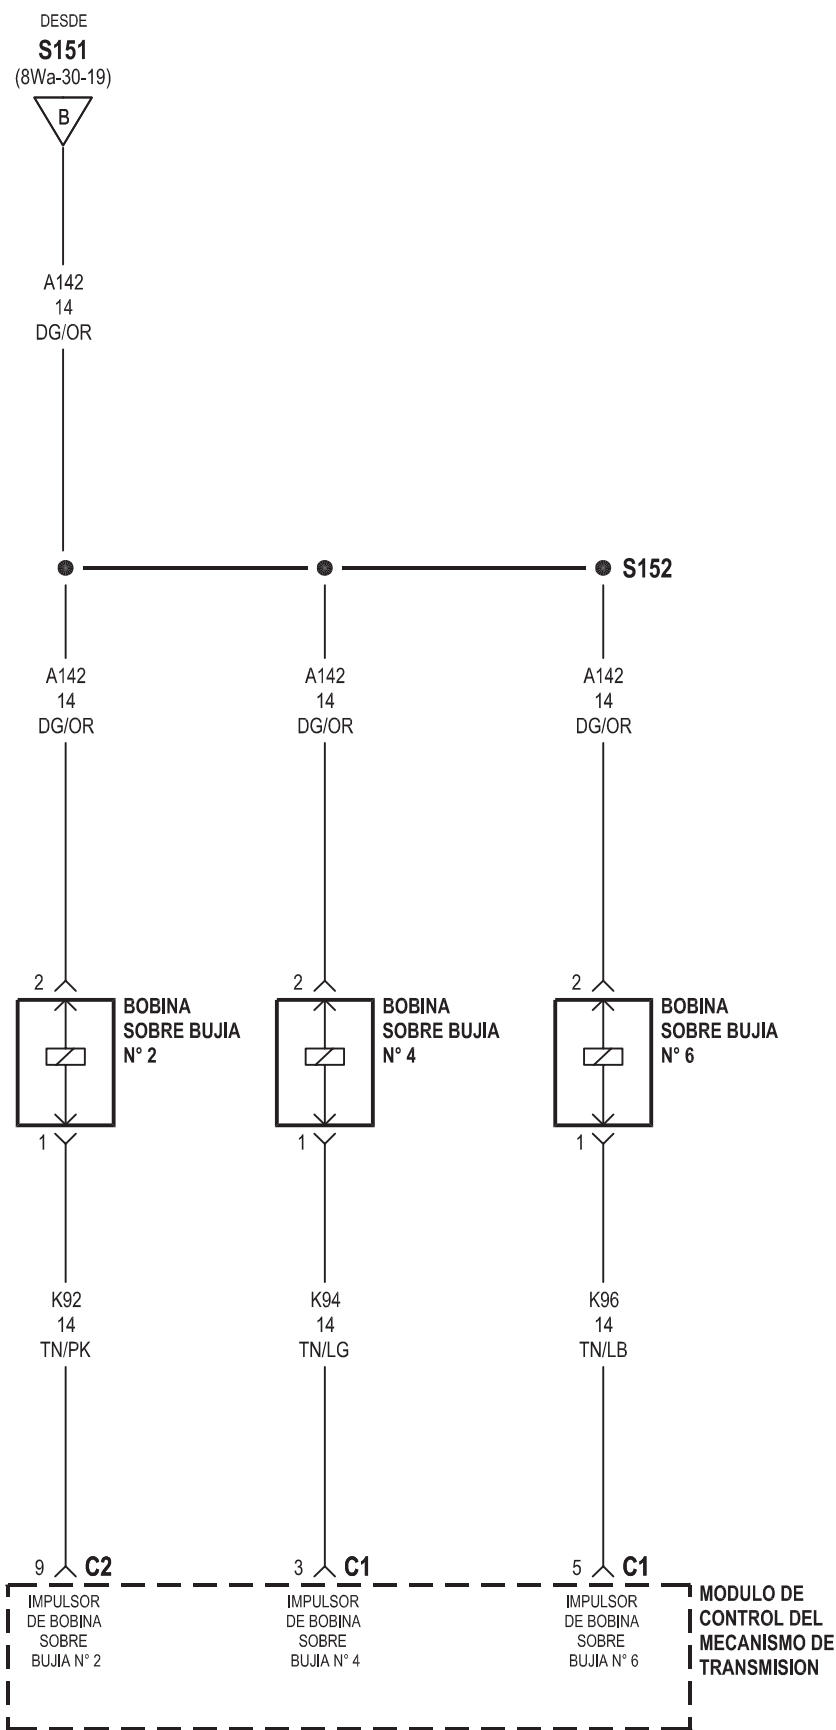 DESDE
S151
(8Wa-30-19)
B
A142
14
DG/OR
S152
A142
14
DG/OR
A142
14
DG/OR
A142
14
DG/OR
2
BOBINA
SOBRE BUJIA
N° 2
1
2
BOBINA
SOBRE BUJIA
N° 4
1
2
BOBINA
SOBRE BUJIA
N° 6
1
K92
14
TN/PK
K94
14
TN/LG
K96
14
TN/LB
9 C2
3 C1
5 C1
IMPULSOR
DE BOBINA
SOBRE
BUJIA N° 2
IMPULSOR
DE BOBINA
SOBRE
BUJIA N° 4
IMPULSOR
DE BOBINA
SOBRE
BUJIA N° 6
MODULO DE
CONTROL DEL
MECANISMO DE
TRANSMISION